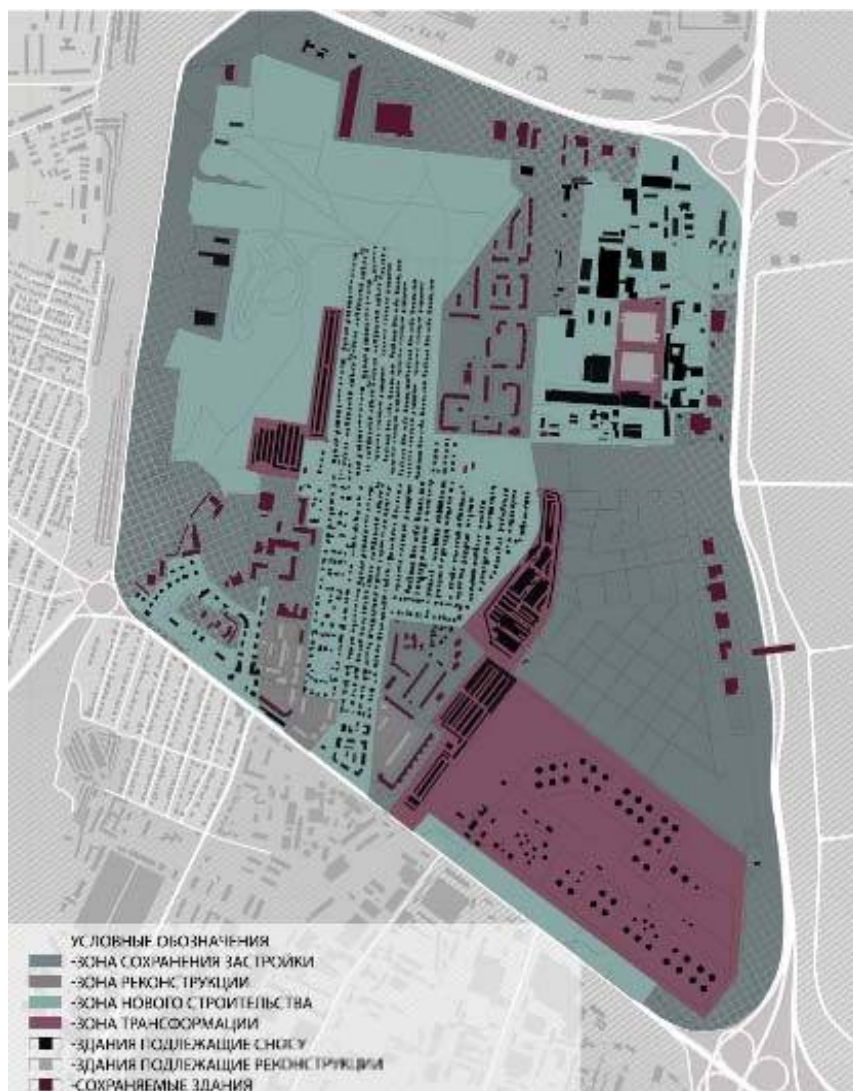 УСЛОВНЫЕ ОБОЗНАЧЕНИЯ
-ЗОНА СОХРАНЕНИЯ ЗАСТРОЙКИ
-ЗОНА РЕКОНСТРУКЦИИ
-ЗОНА НОВОГО СТРОИТЕЛЬСТВА
-ЗОНА ТРАНСФОРМАЦИИ
-ЗДАНИЯ ПОДЛЕЖАЩИЕ СНОСУ
-ЗДАНИЯ ПОДЛЕЖАЩИЕ РЕКОНСТРУКЦИИ
-СОХРАНЯЕМЫЕ ЗДАНИЯ